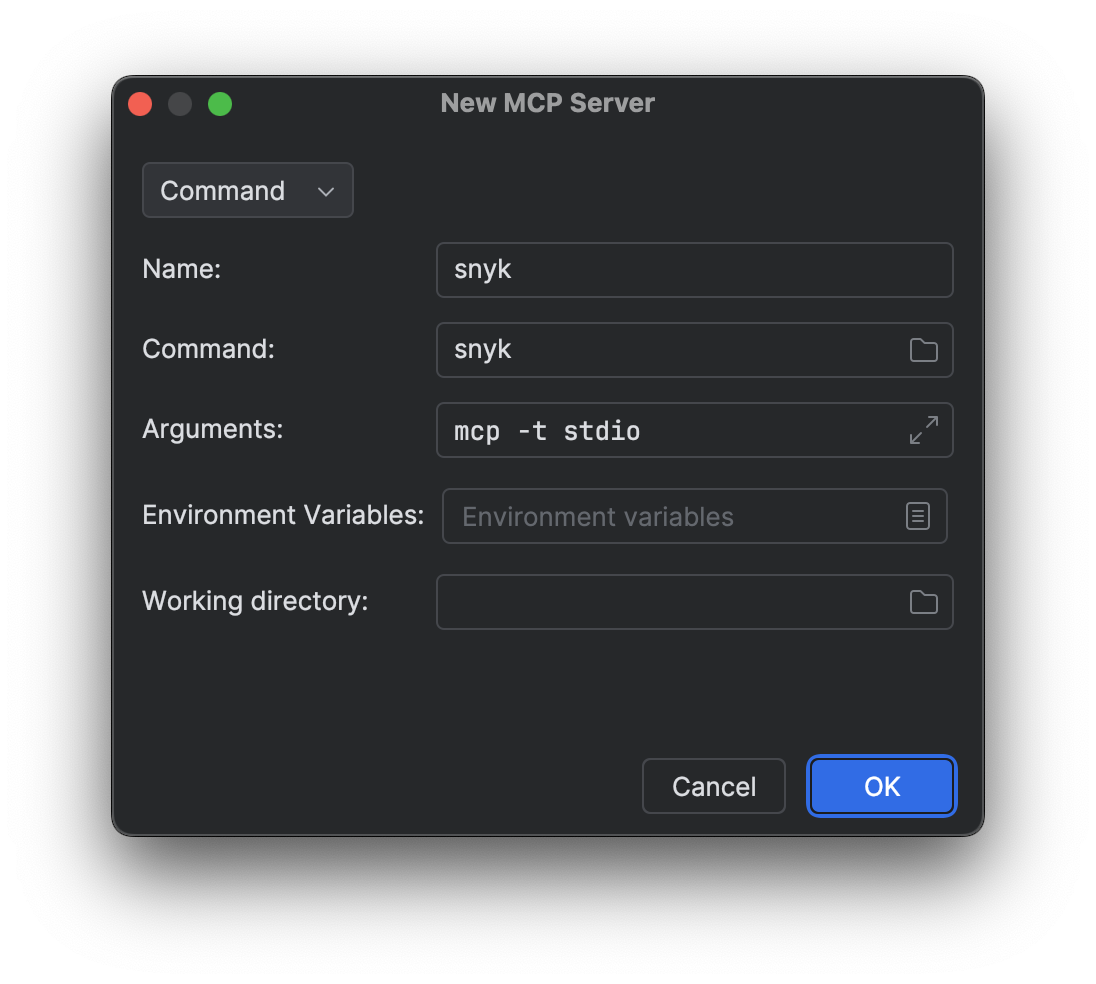 New MCP Server
Command
Name: snyk
Command: snyk
Arguments: mcp -t stdio
Environment Variables: Environment variables
Working directory:
Cancel OK